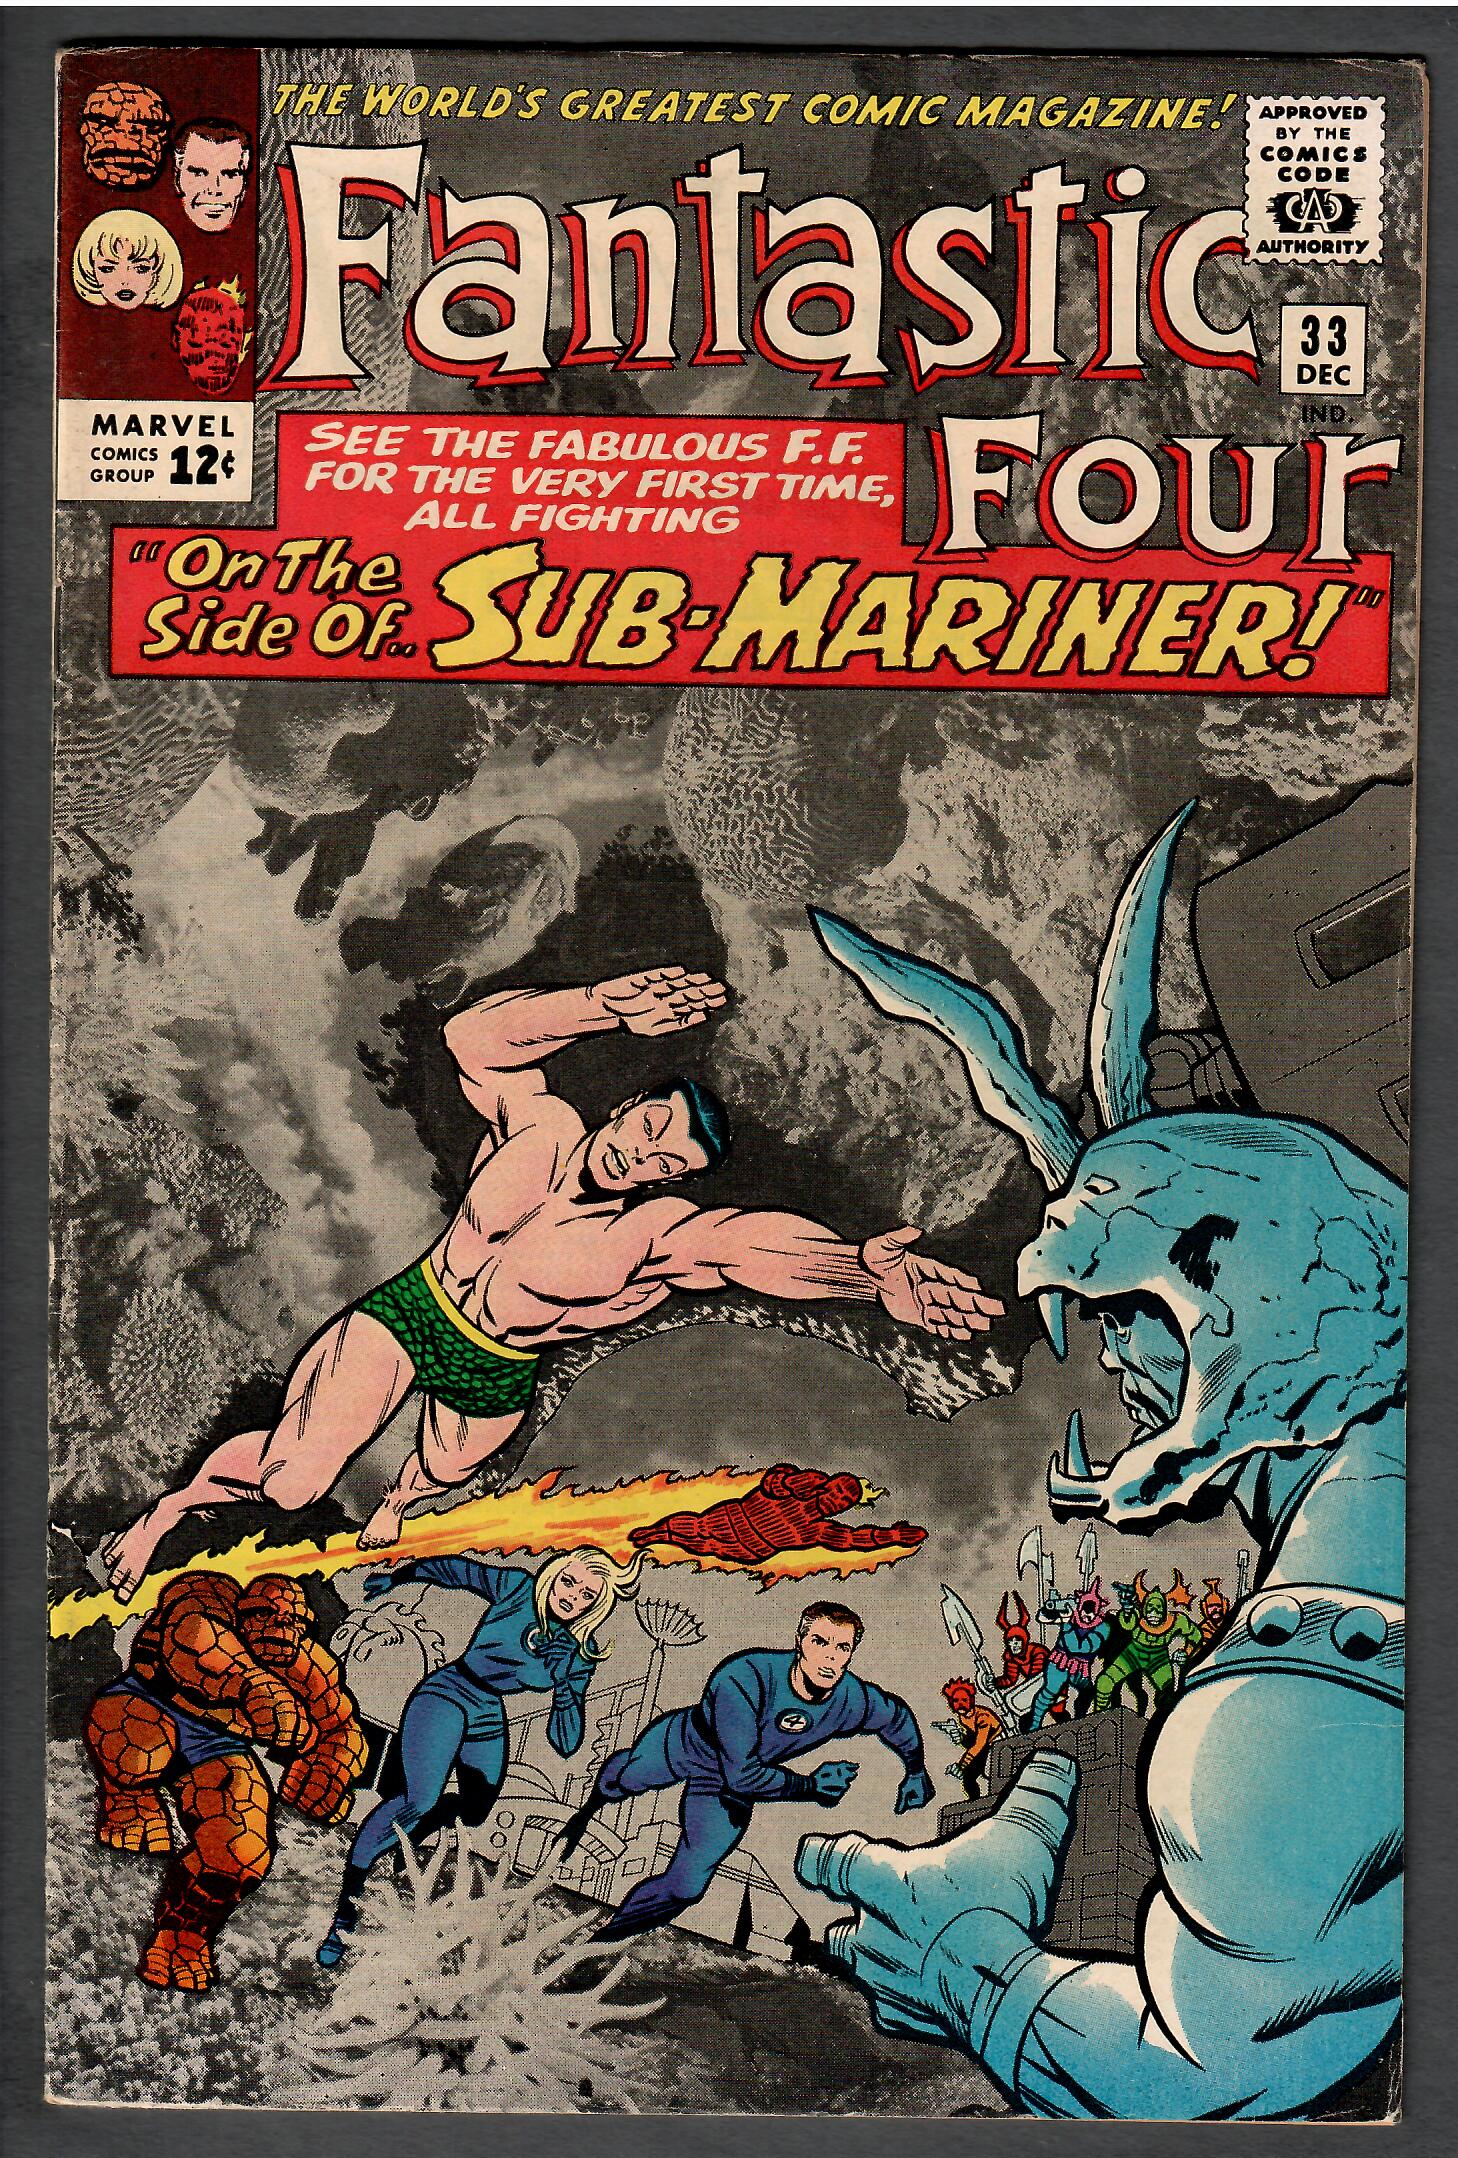 THE WORLD'S GREATEST COMIC MAGAZINE!
APPROVED
BY THE
COMICS
CODE
CA
AUTHORITY
Fantastic
Four
33
DEC
IND.
MARVEL
COMICS
GROUP 12¢
SEE THE FABULOUS F.F.
FOR THE VERY FIRST TIME,
ALL FIGHTING
"On The
Side Of.. SUB-MARINER!"
4